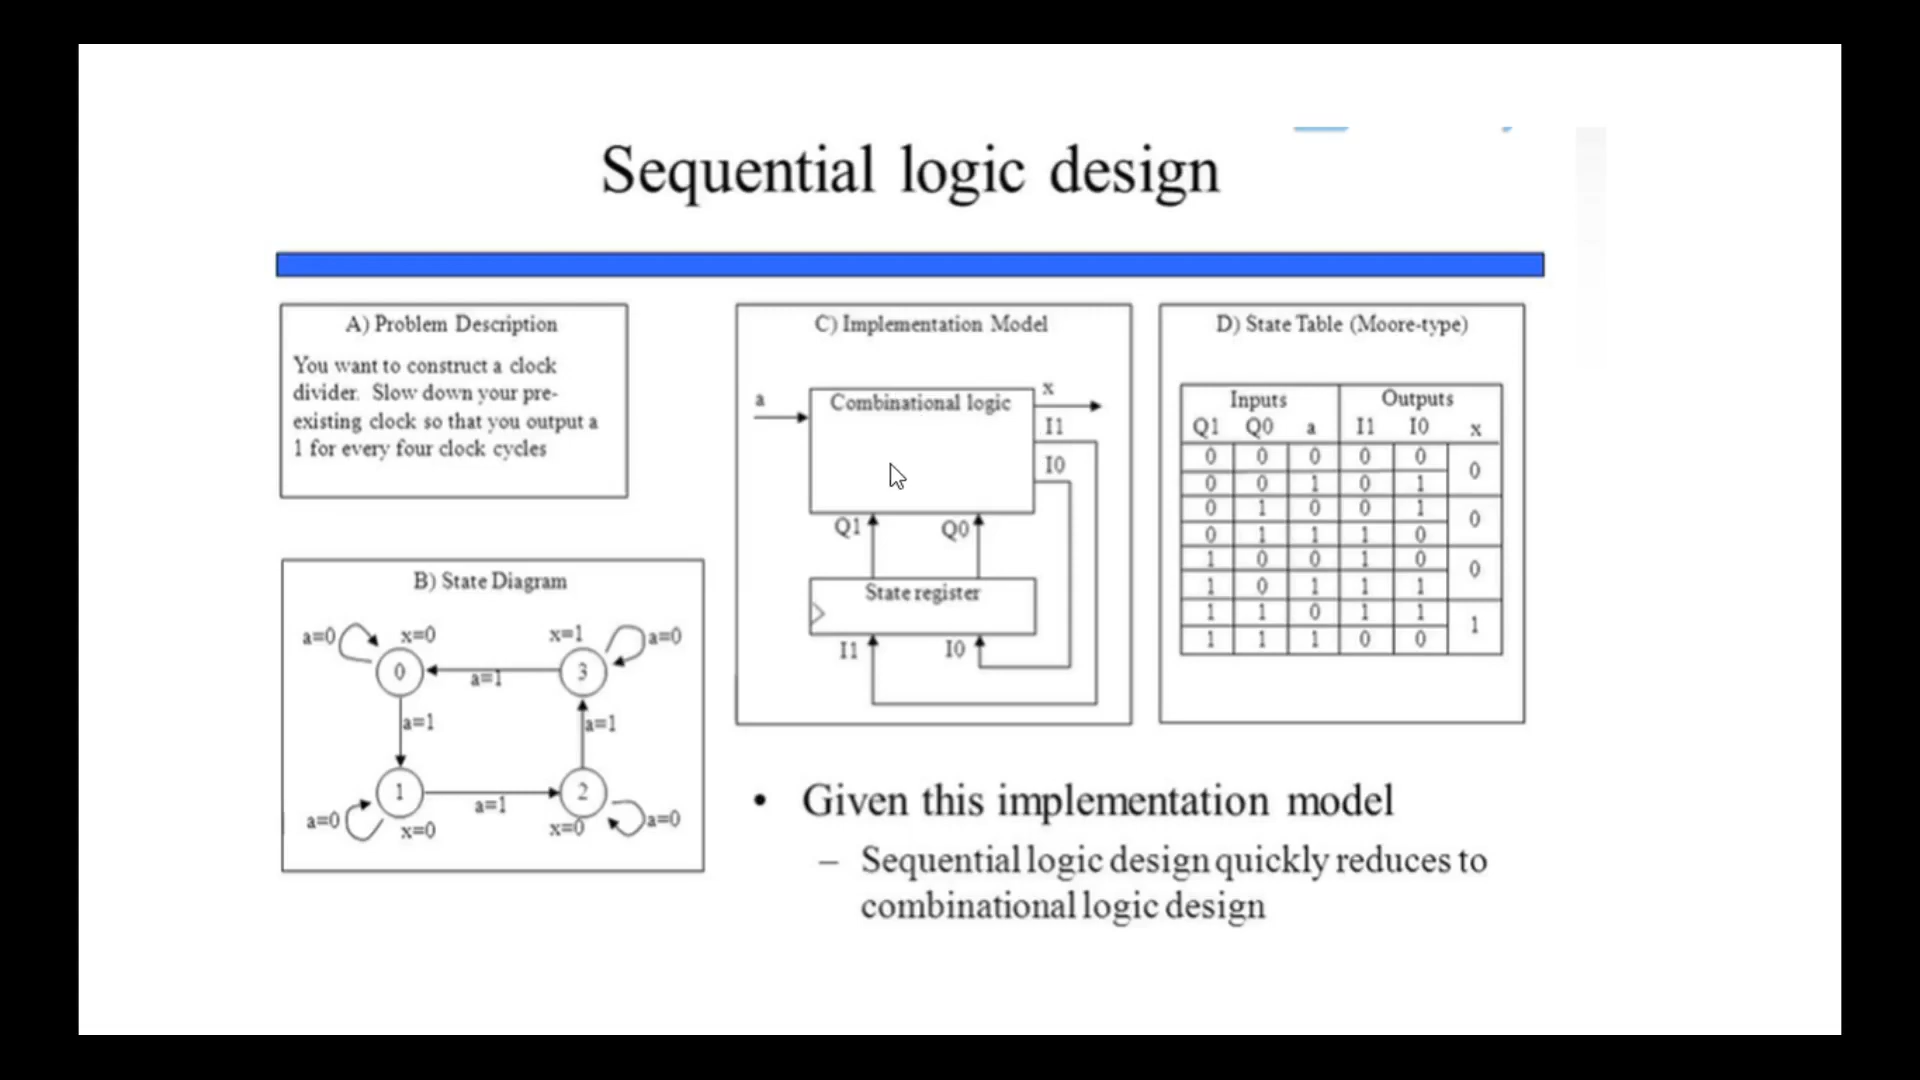 Sequential logic design
A) Problem Description
You want to construct a clock
divider. Slow down your pre-
existing clock so that you output a
1 for every four clock cycles
B) State Diagram
a=0 x=0 x=1 a=0
0 3
a=1
a=1 a=1
1 2
a=1
a=0 x=0 x=0 a=0
C) Implementation Model
a Combinational logic x
I1
I0
Q1 Q0
State register
I1 I0
D) State Table (Moore-type)
Inputs Outputs
Q1 Q0 a I1 I0 x
0 0 0 0 0 0
0 0 1 0 1
0 1 0 0 1 0
0 1 1 1 0
1 0 0 1 0 0
1 0 1 1 1
1 1 0 1 1 1
1 1 1 0 0
• Given this implementation model
– Sequential logic design quickly reduces to
combinational logic design